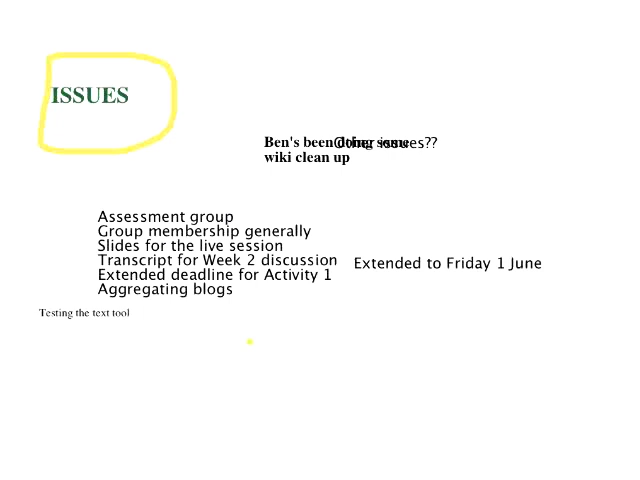 ISSUES
Ben's been doing some
Other issues??
wiki clean up
Assessment group
Group membership generally
Slides for the live session
Transcript for Week 2 discussion
Extended to Friday 1 June
Extended deadline for Activity 1
Aggregating blogs
Testing the text tool